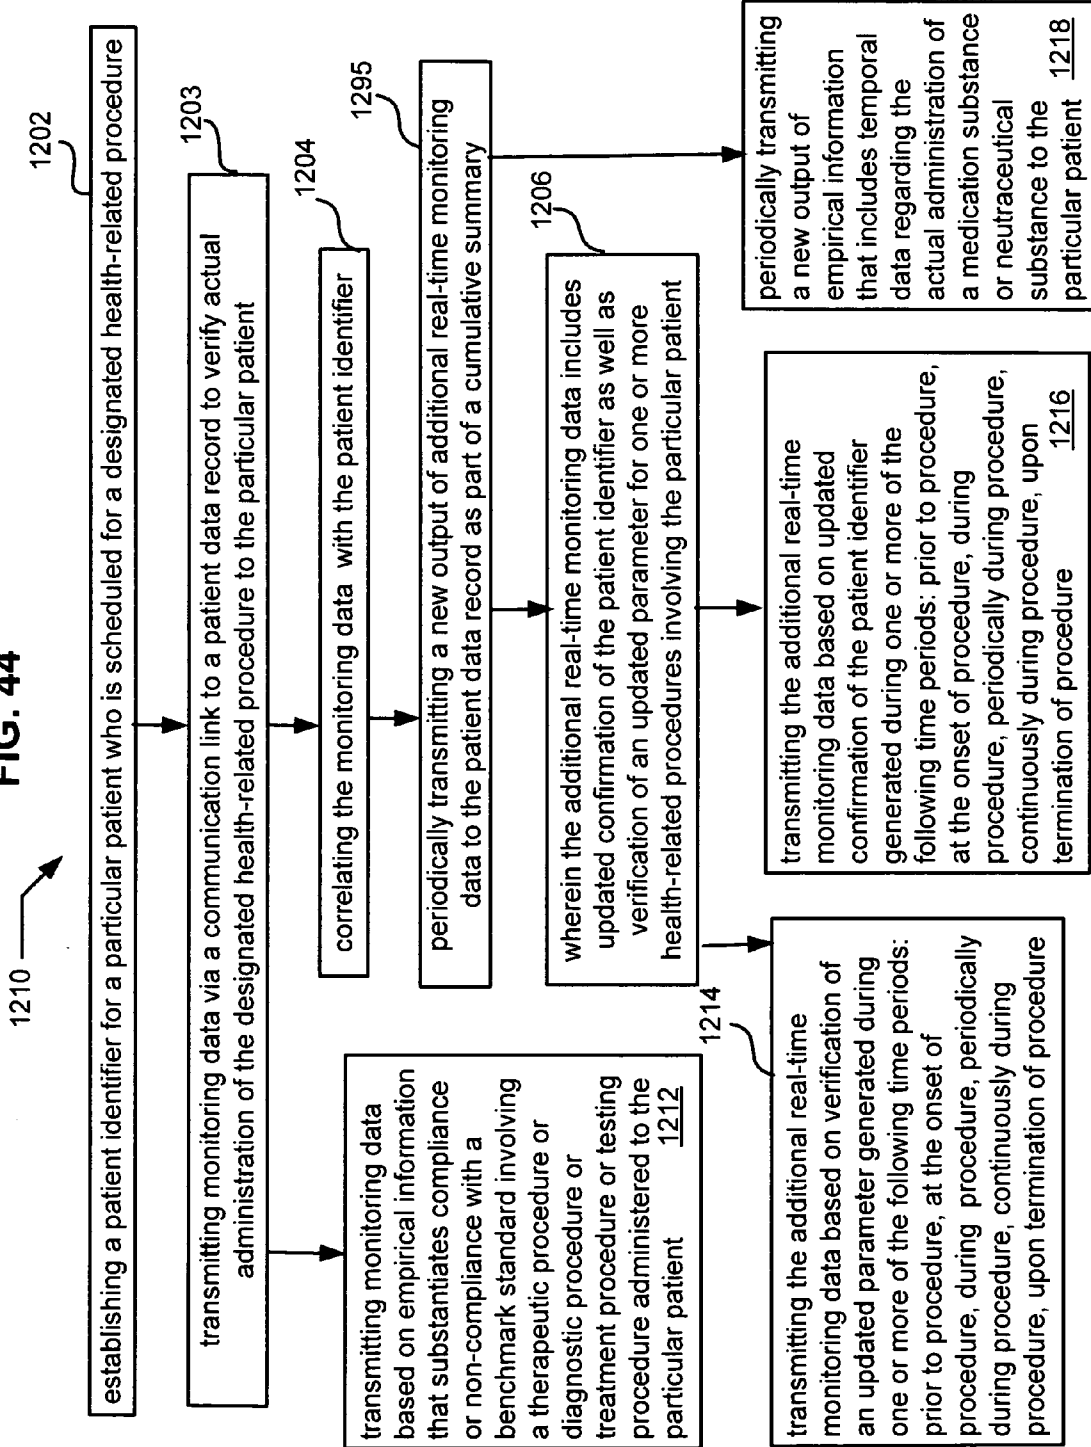 FIG. 44
1210
establishing a patient identifier for a particular patient who is scheduled for a designated health-related procedure
1202
transmitting monitoring data via a communication link to a patient data record to verify actual
administration of the designated health-related procedure to the particular patient
1203
correlating the monitoring data with the patient identifier
1204
periodically transmitting a new output of additional real-time monitoring
data to the patient data record as part of a cumulative summary
1295
wherein the additional real-time monitoring data includes
updated confirmation of the patient identifier as well as
verification of an updated parameter for one or more
health-related procedures involving the particular patient
1206
transmitting monitoring data
based on empirical information
that substantiates compliance
or non-compliance with a
benchmark standard involving
a therapeutic procedure or
diagnostic procedure or
treatment procedure or testing
procedure administered to the
particular patient 1212
1214
transmitting the additional real-time
monitoring data based on verification of
an updated parameter generated during
one or more of the following time periods:
prior to procedure, at the onset of
procedure, during procedure, periodically
during procedure, continuously during
procedure, upon termination of procedure
transmitting the additional real-time
monitoring data based on updated
confirmation of the patient identifier
generated during one or more of the
following time periods: prior to procedure,
at the onset of procedure, during
procedure, periodically during procedure,
continuously during procedure, upon
termination of procedure 1216
periodically transmitting
a new output of
empirical information
that includes temporal
data regarding the
actual administration of
a medication substance
or neutraceutical
substance to the
particular patient 1218